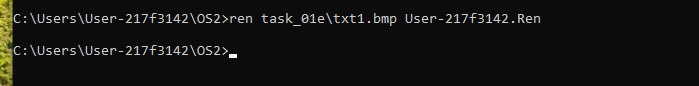 C:\Users\User-217f3142\OS2>ren task_01e\txt1.bmp User-217f3142.Ren
C:\Users\User-217f3142\OS2>